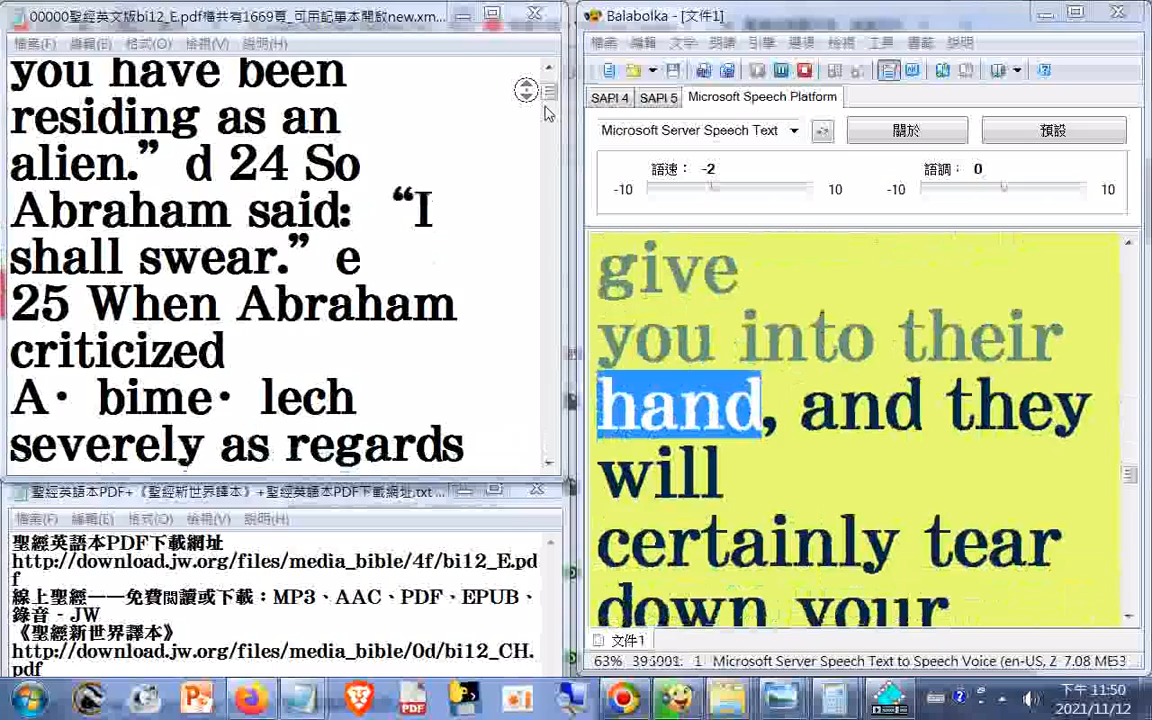 00000聖經英文版bi12_E.pdf檔共有1669頁_可用記事本開啟new.xm...
檔案(F) 編輯(E) 格式(O) 檢視(V) 說明(H)
you have been
residing as an
alien.” d 24 So
Abraham said: “I
shall swear.” e
25 When Abraham
criticized
A· bime· lech
severely as regards
聖經英語本PDF+《聖經新世界譯本》+聖經英語本PDF下載網址.txt ...
檔案(F) 編輯(E) 格式(O) 檢視(V) 說明(H)
聖經英語本PDF下載網址
http://download.jw.org/files/media_bible/4f/bi12_E.pd
f
線上聖經——免費閱讀或下載：MP3、AAC、PDF、EPUB、
錄音 - JW
《聖經新世界譯本》
http://download.jw.org/files/media_bible/0d/bi12_CH.
pdf
Balabolka - [文件1]
檔案 編輯 文字 朗讀 引擎 選項 檢視 工具 書籤 說明
SAPI 4 SAPI 5 Microsoft Speech Platform
Microsoft Server Speech Text 關於 預設
語速： -2 語調： 0
-10 10 -10 10
give
you into their
hand, and they
will
certainly tear
down your
文件1
63% 1 Microsoft Server Speech Text to Speech Voice (en-US, Z 7.08 ME
下午 11:50
2021/11/12